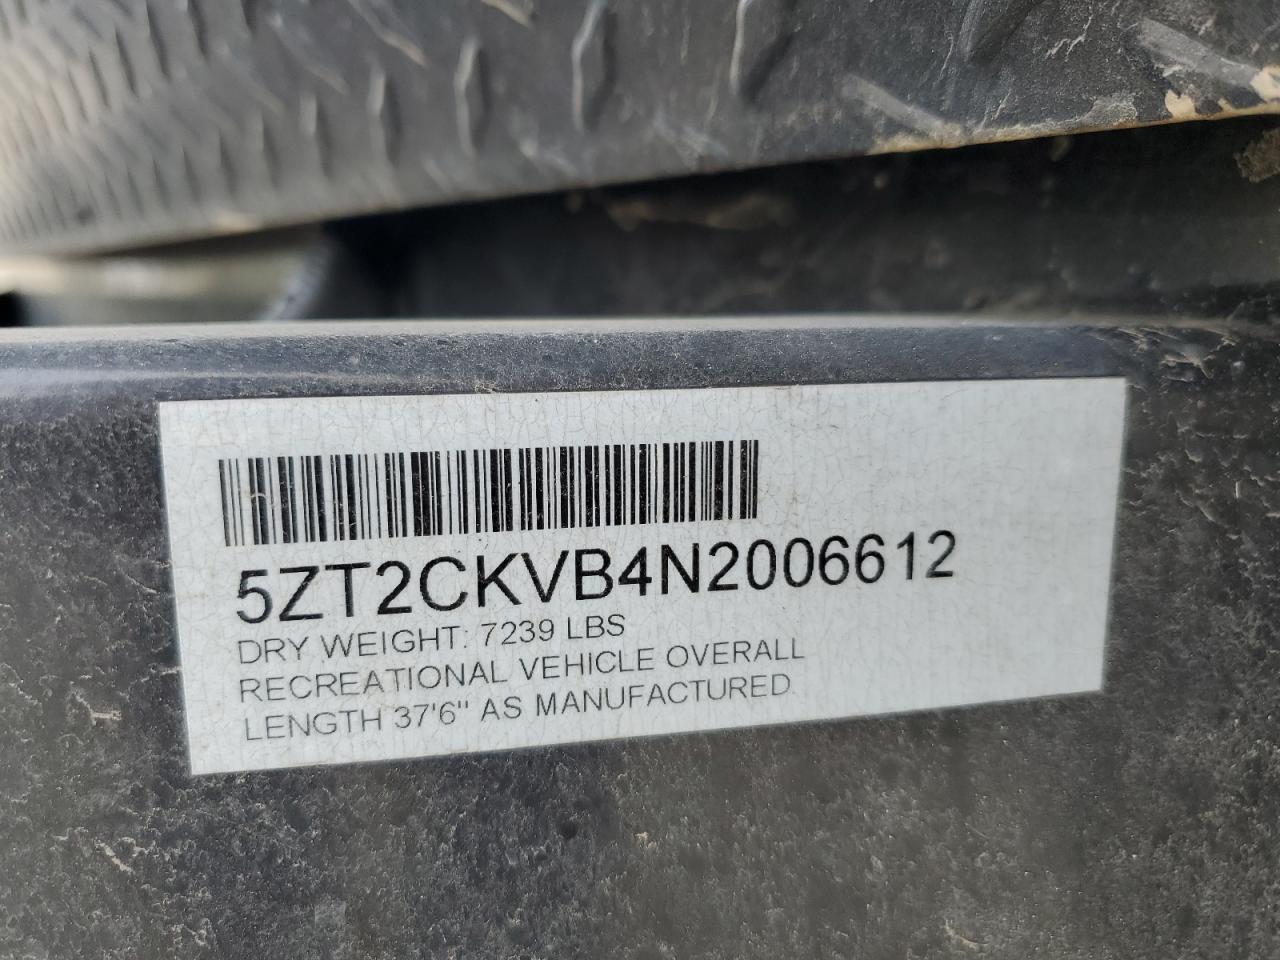 5ZT2CKVB4N2006612
DRY WEIGHT: 7239 LBS
RECREATIONAL VEHICLE OVERALL
LENGTH 37'6" AS MANUFACTURED.